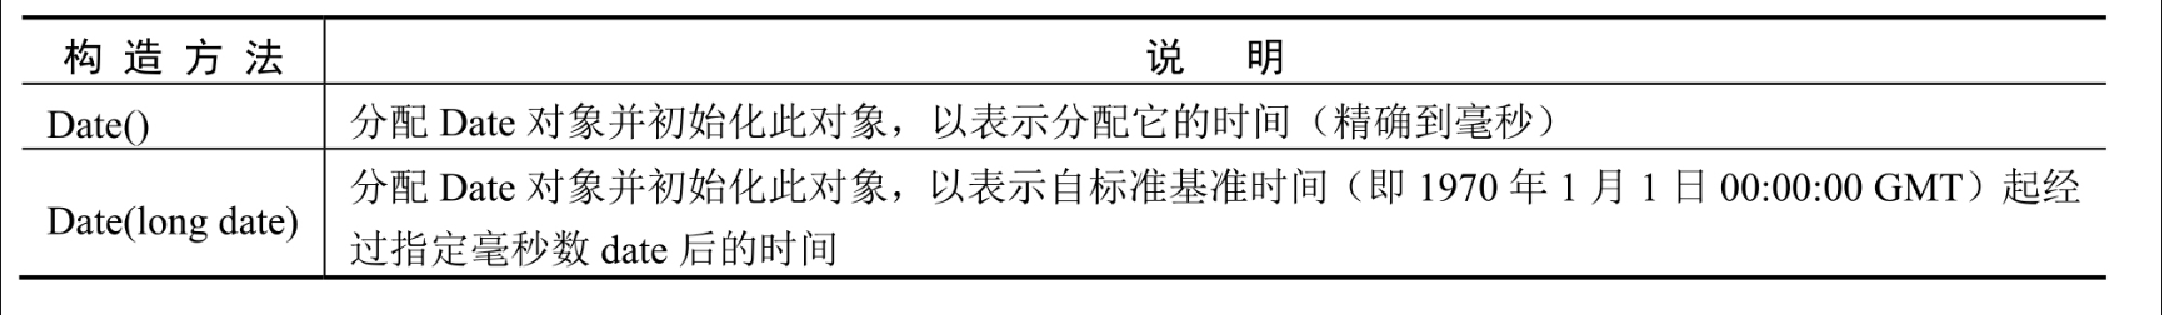 构造方法 说明
Date() 分配 Date 对象并初始化此对象，以表示分配它的时间（精确到毫秒）
Date(long date) 分配 Date 对象并初始化此对象，以表示自标准基准时间（即 1970 年 1 月 1 日 00:00:00 GMT）起经
过指定毫秒数 date 后的时间